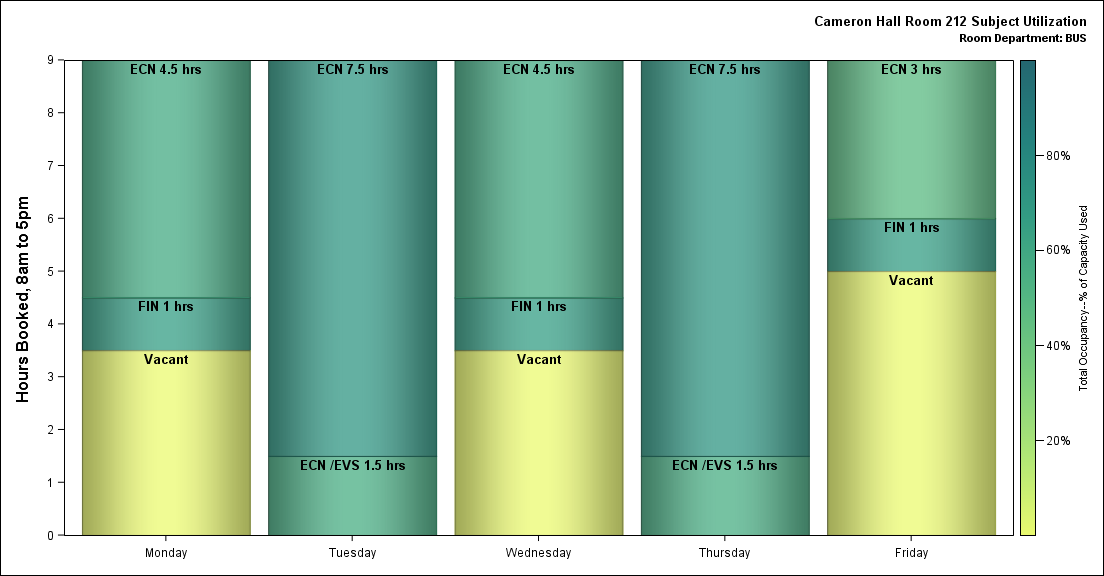 Cameron Hall Room 212 Subject Utilization
Room Department: BUS
Hours Booked, 8am to 5pm
9
8
7
6
5
4
3
2
1
0
ECN 4.5 hrs
FIN 1 hrs
Vacant
ECN 7.5 hrs
ECN /EVS 1.5 hrs
ECN 4.5 hrs
FIN 1 hrs
Vacant
ECN 7.5 hrs
ECN /EVS 1.5 hrs
ECN 3 hrs
FIN 1 hrs
Vacant
Monday
Tuesday
Wednesday
Thursday
Friday
80%
60%
40%
20%
Total Occupancy--% of Capacity Used